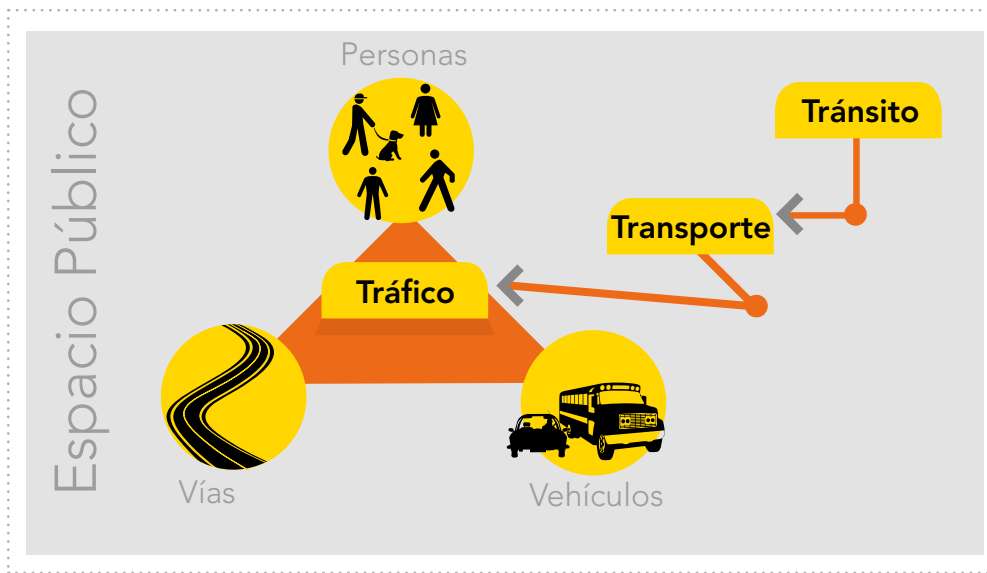 Espacio Público
Personas
Tránsito
Transporte
Tráfico
Vías
Vehículos